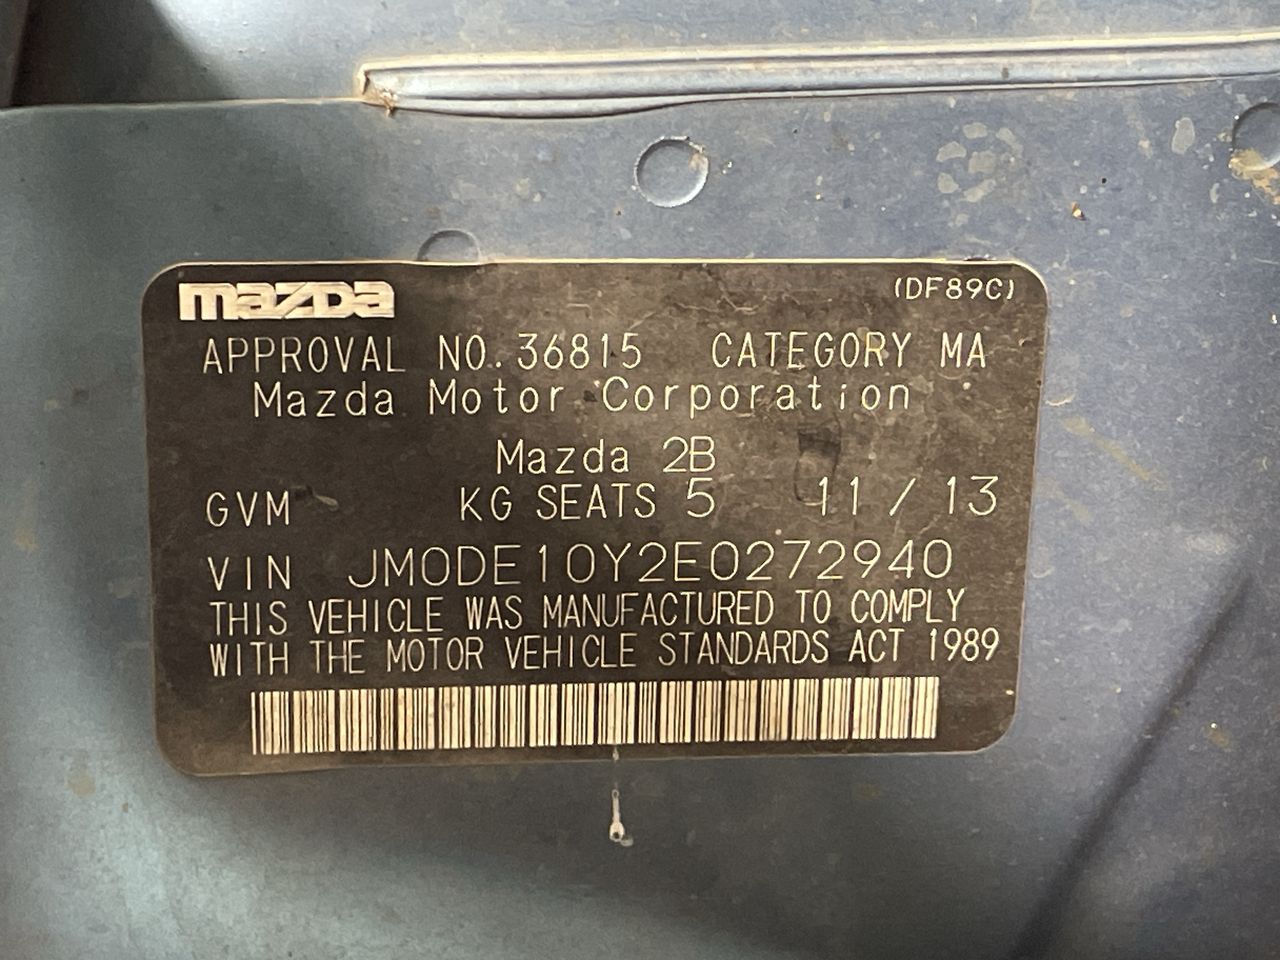 mazda (DF89C)
APPROVAL NO. 36815 CATEGORY MA
Mazda Motor Corporation
Mazda 2B
GVM KG SEATS 5 11 / 13
VIN JM0DE10Y2E0272940
THIS VEHICLE WAS MANUFACTURED TO COMPLY
WITH THE MOTOR VEHICLE STANDARDS ACT 1989